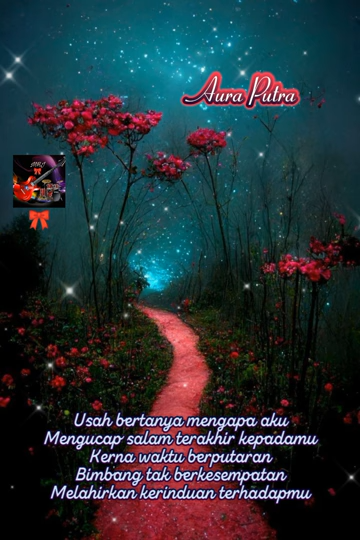 Aura Putra
Usah bertanya mengapa aku
Mengucap salam terakhir kepadamu
Kerna waktu berputaran
Bimbang tak berkesempatan
Melahirkan kerinduan terhadapmu